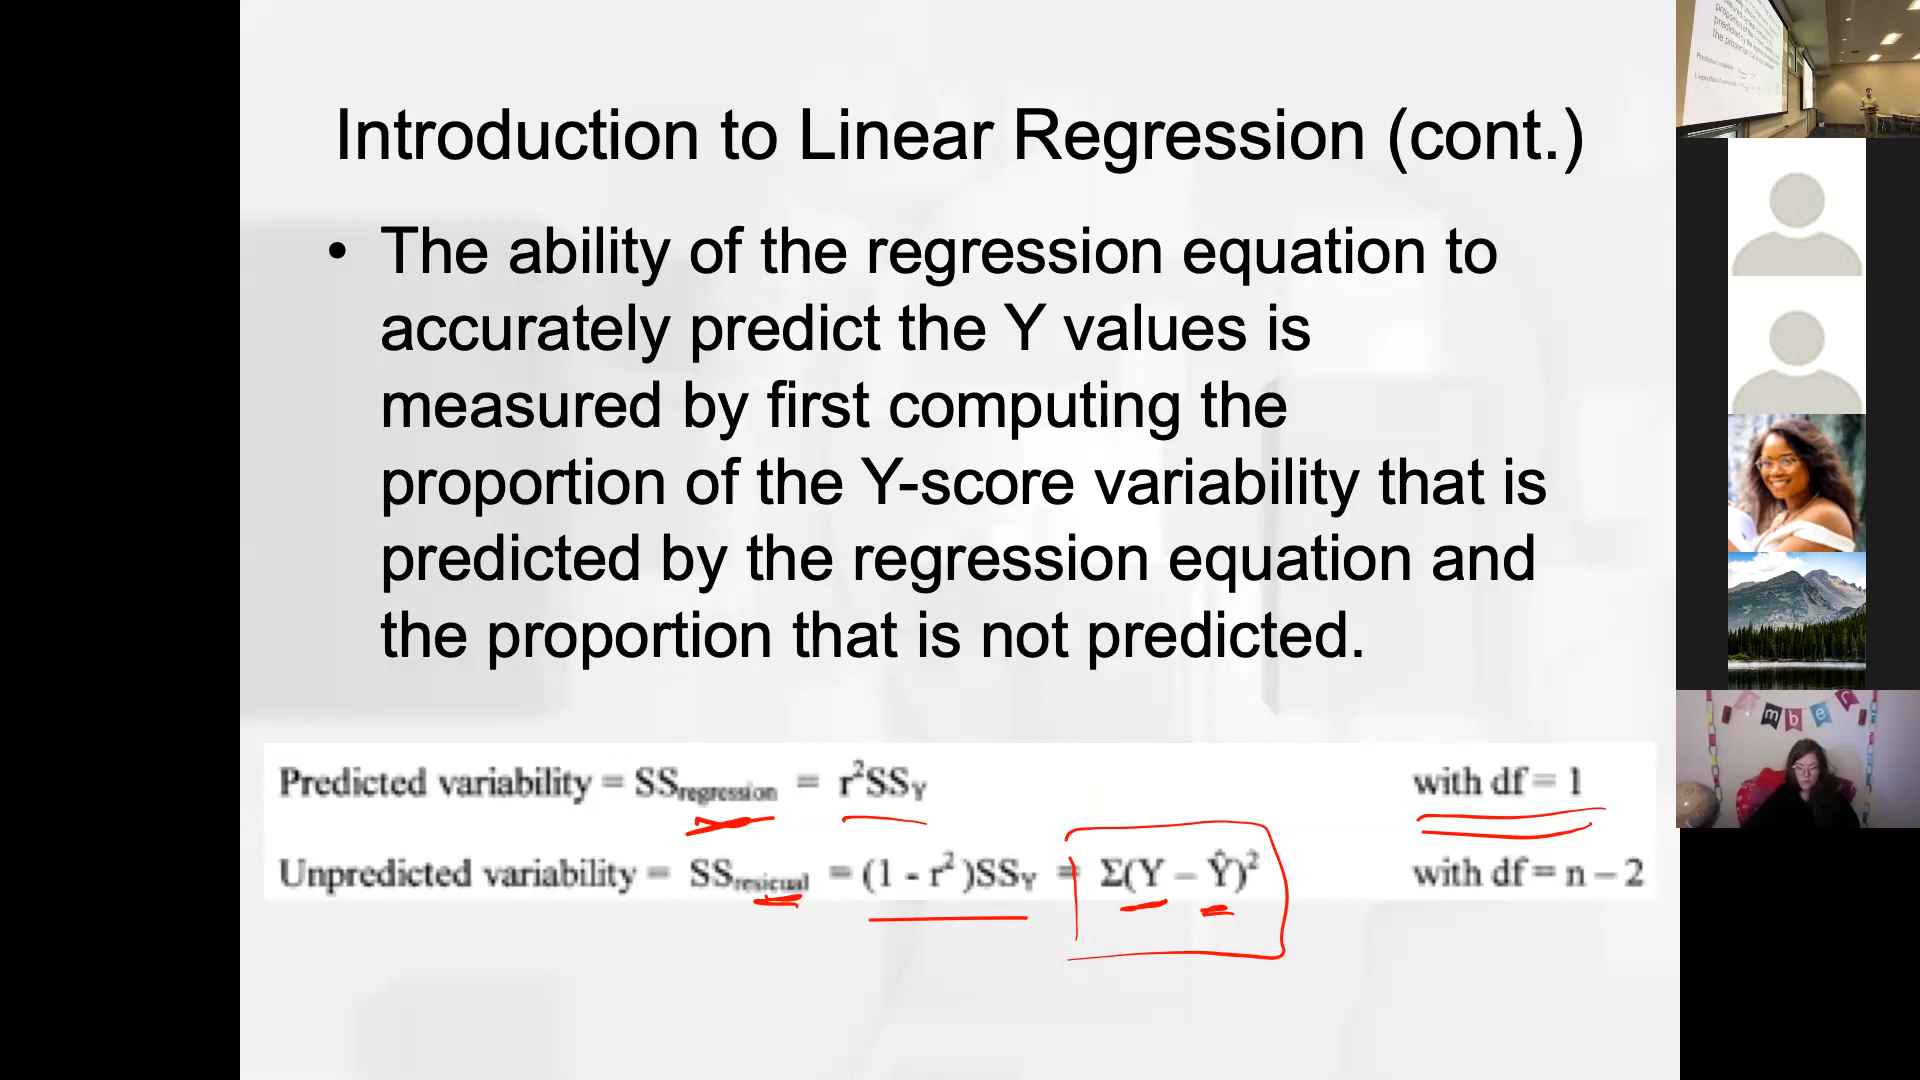 Introduction to Linear Regression (cont.)
• The ability of the regression equation to
accurately predict the Y values is
measured by first computing the
proportion of the Y-score variability that is
predicted by the regression equation and
the proportion that is not predicted.
Predicted variability = SSregression = r²SSY with df = 1
Unpredicted variability = SSresicual = (1 - r² )SSY = Σ(Y – Ŷ)² with df = n – 2
m b e r